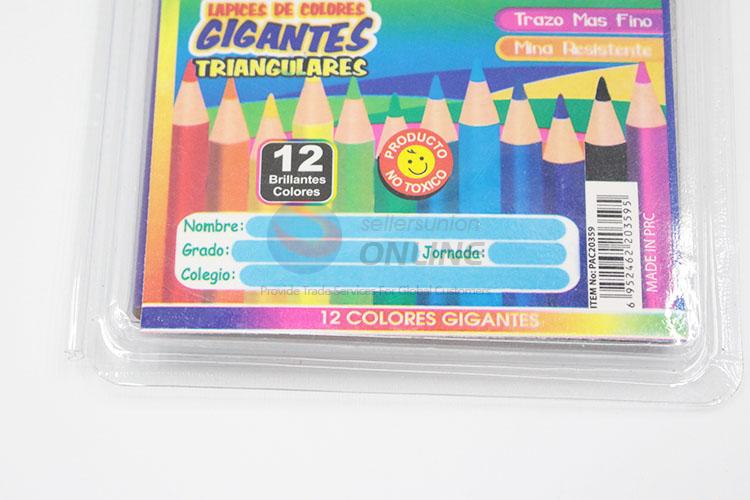 LAPICES DE COLORES
GIGANTES
TRIANGULARES
Trazo Mas Fino
Mina Resistente
12
Brillantes
Colores
PRODUCTO
NO TOXICO
Nombre:
Grado:
Jornada:
Colegio:
sellersunion
ONLINE
Provide Trade Services For Global Customers
12 COLORES GIGANTES
ITEM No: PAC20359
6 952462 203595
MADE IN PRC